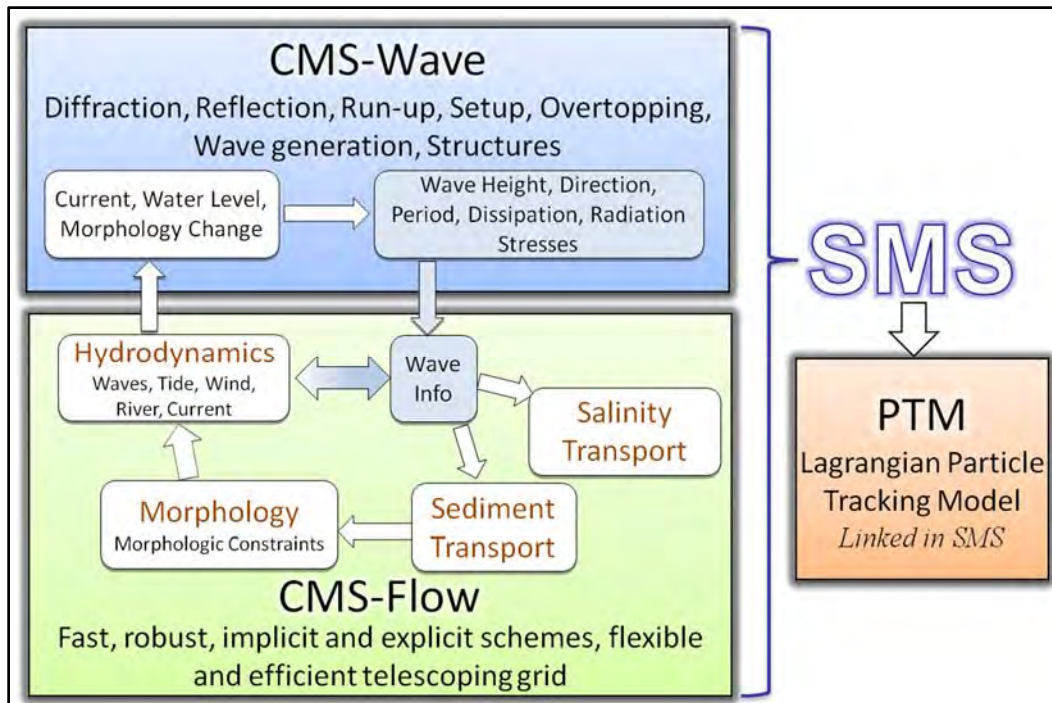 CMS-Wave
Diffraction, Reflection, Run-up, Setup, Overtopping,
Wave generation, Structures
Current, Water Level,
Morphology Change
Wave Height, Direction,
Period, Dissipation, Radiation
Stresses
Hydrodynamics
Waves, Tide, Wind,
River, Current
Wave
Info
Salinity
Transport
Morphology
Morphologic Constraints
Sediment
Transport
CMS-Flow
Fast, robust, implicit and explicit schemes, flexible
and efficient telescoping grid
SMS
PTM
Lagrangian Particle
Tracking Model
Linked in SMS